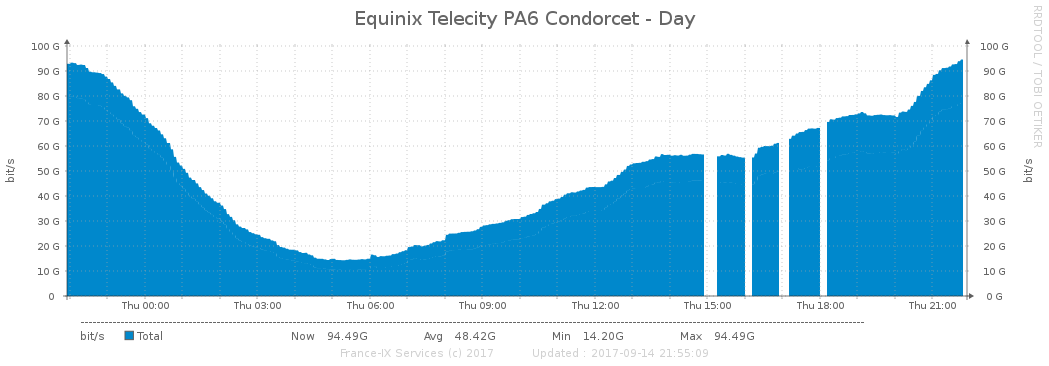 Equinix Telecity PA6 Condorcet - Day
RRDTOOL / TOBI OETIKER
bit/s
bit/s
100 G 100 G
90 G 90 G
80 G 80 G
70 G 70 G
60 G 60 G
50 G 50 G
40 G 40 G
30 G 30 G
20 G 20 G
10 G 10 G
0 0 G
Thu 00:00 Thu 03:00 Thu 06:00 Thu 09:00 Thu 12:00 Thu 15:00 Thu 18:00 Thu 21:00
bit/s Total Now 94.49G Avg 48.42G Min 14.20G Max 94.49G
France-IX Services (c) 2017 Updated : 2017-09-14 21:55:09